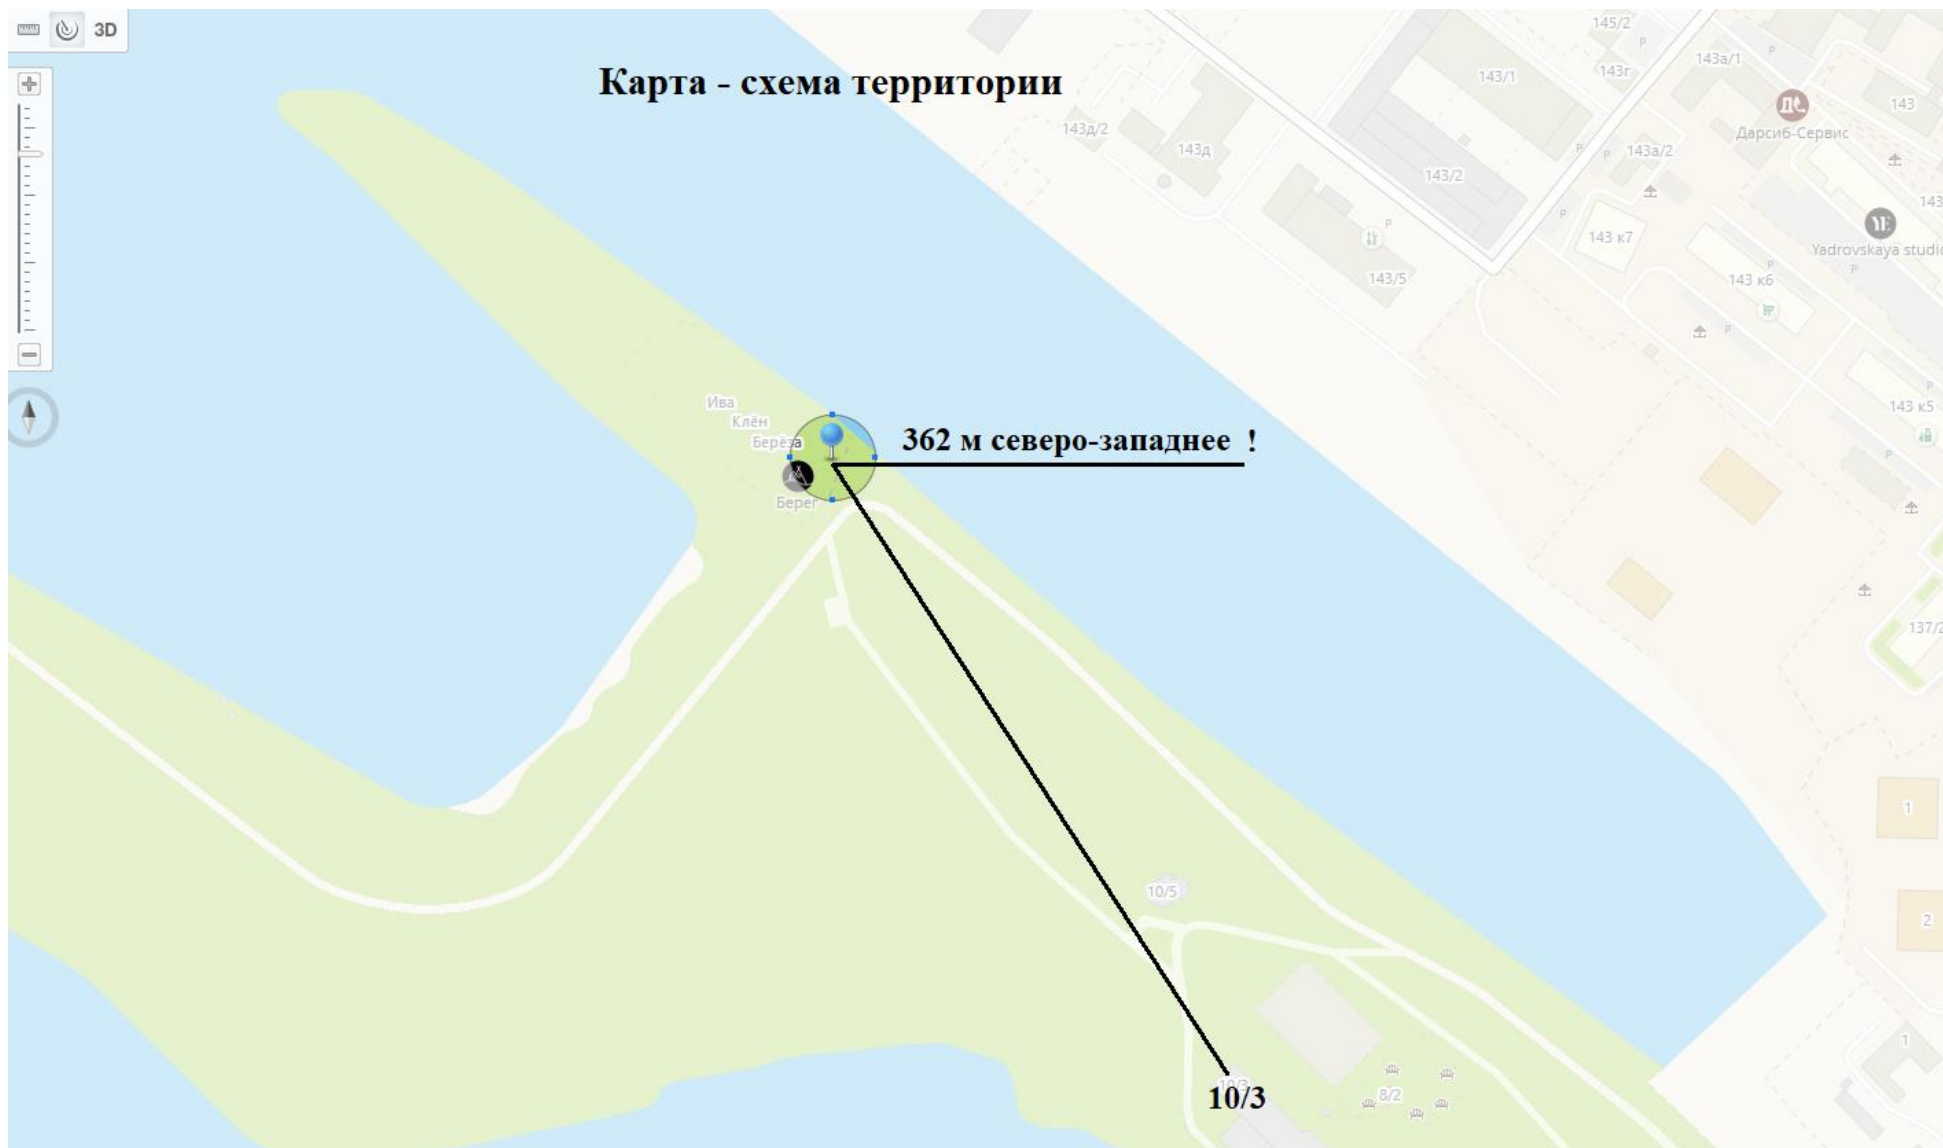 3D
Карта - схема территории
145/2
143/1
143г
143а/1
143
Дарсиб-Сервис
143д/2
143д
143/2
143а/2
143
143 к7
Yadrovskaya studio
143/5
143 к6
Ива
Клён
Берёза
143 к5
362 м северо-западнее !
Берег
137/2
1
10/5
2
1
10/3
8/2
10/3